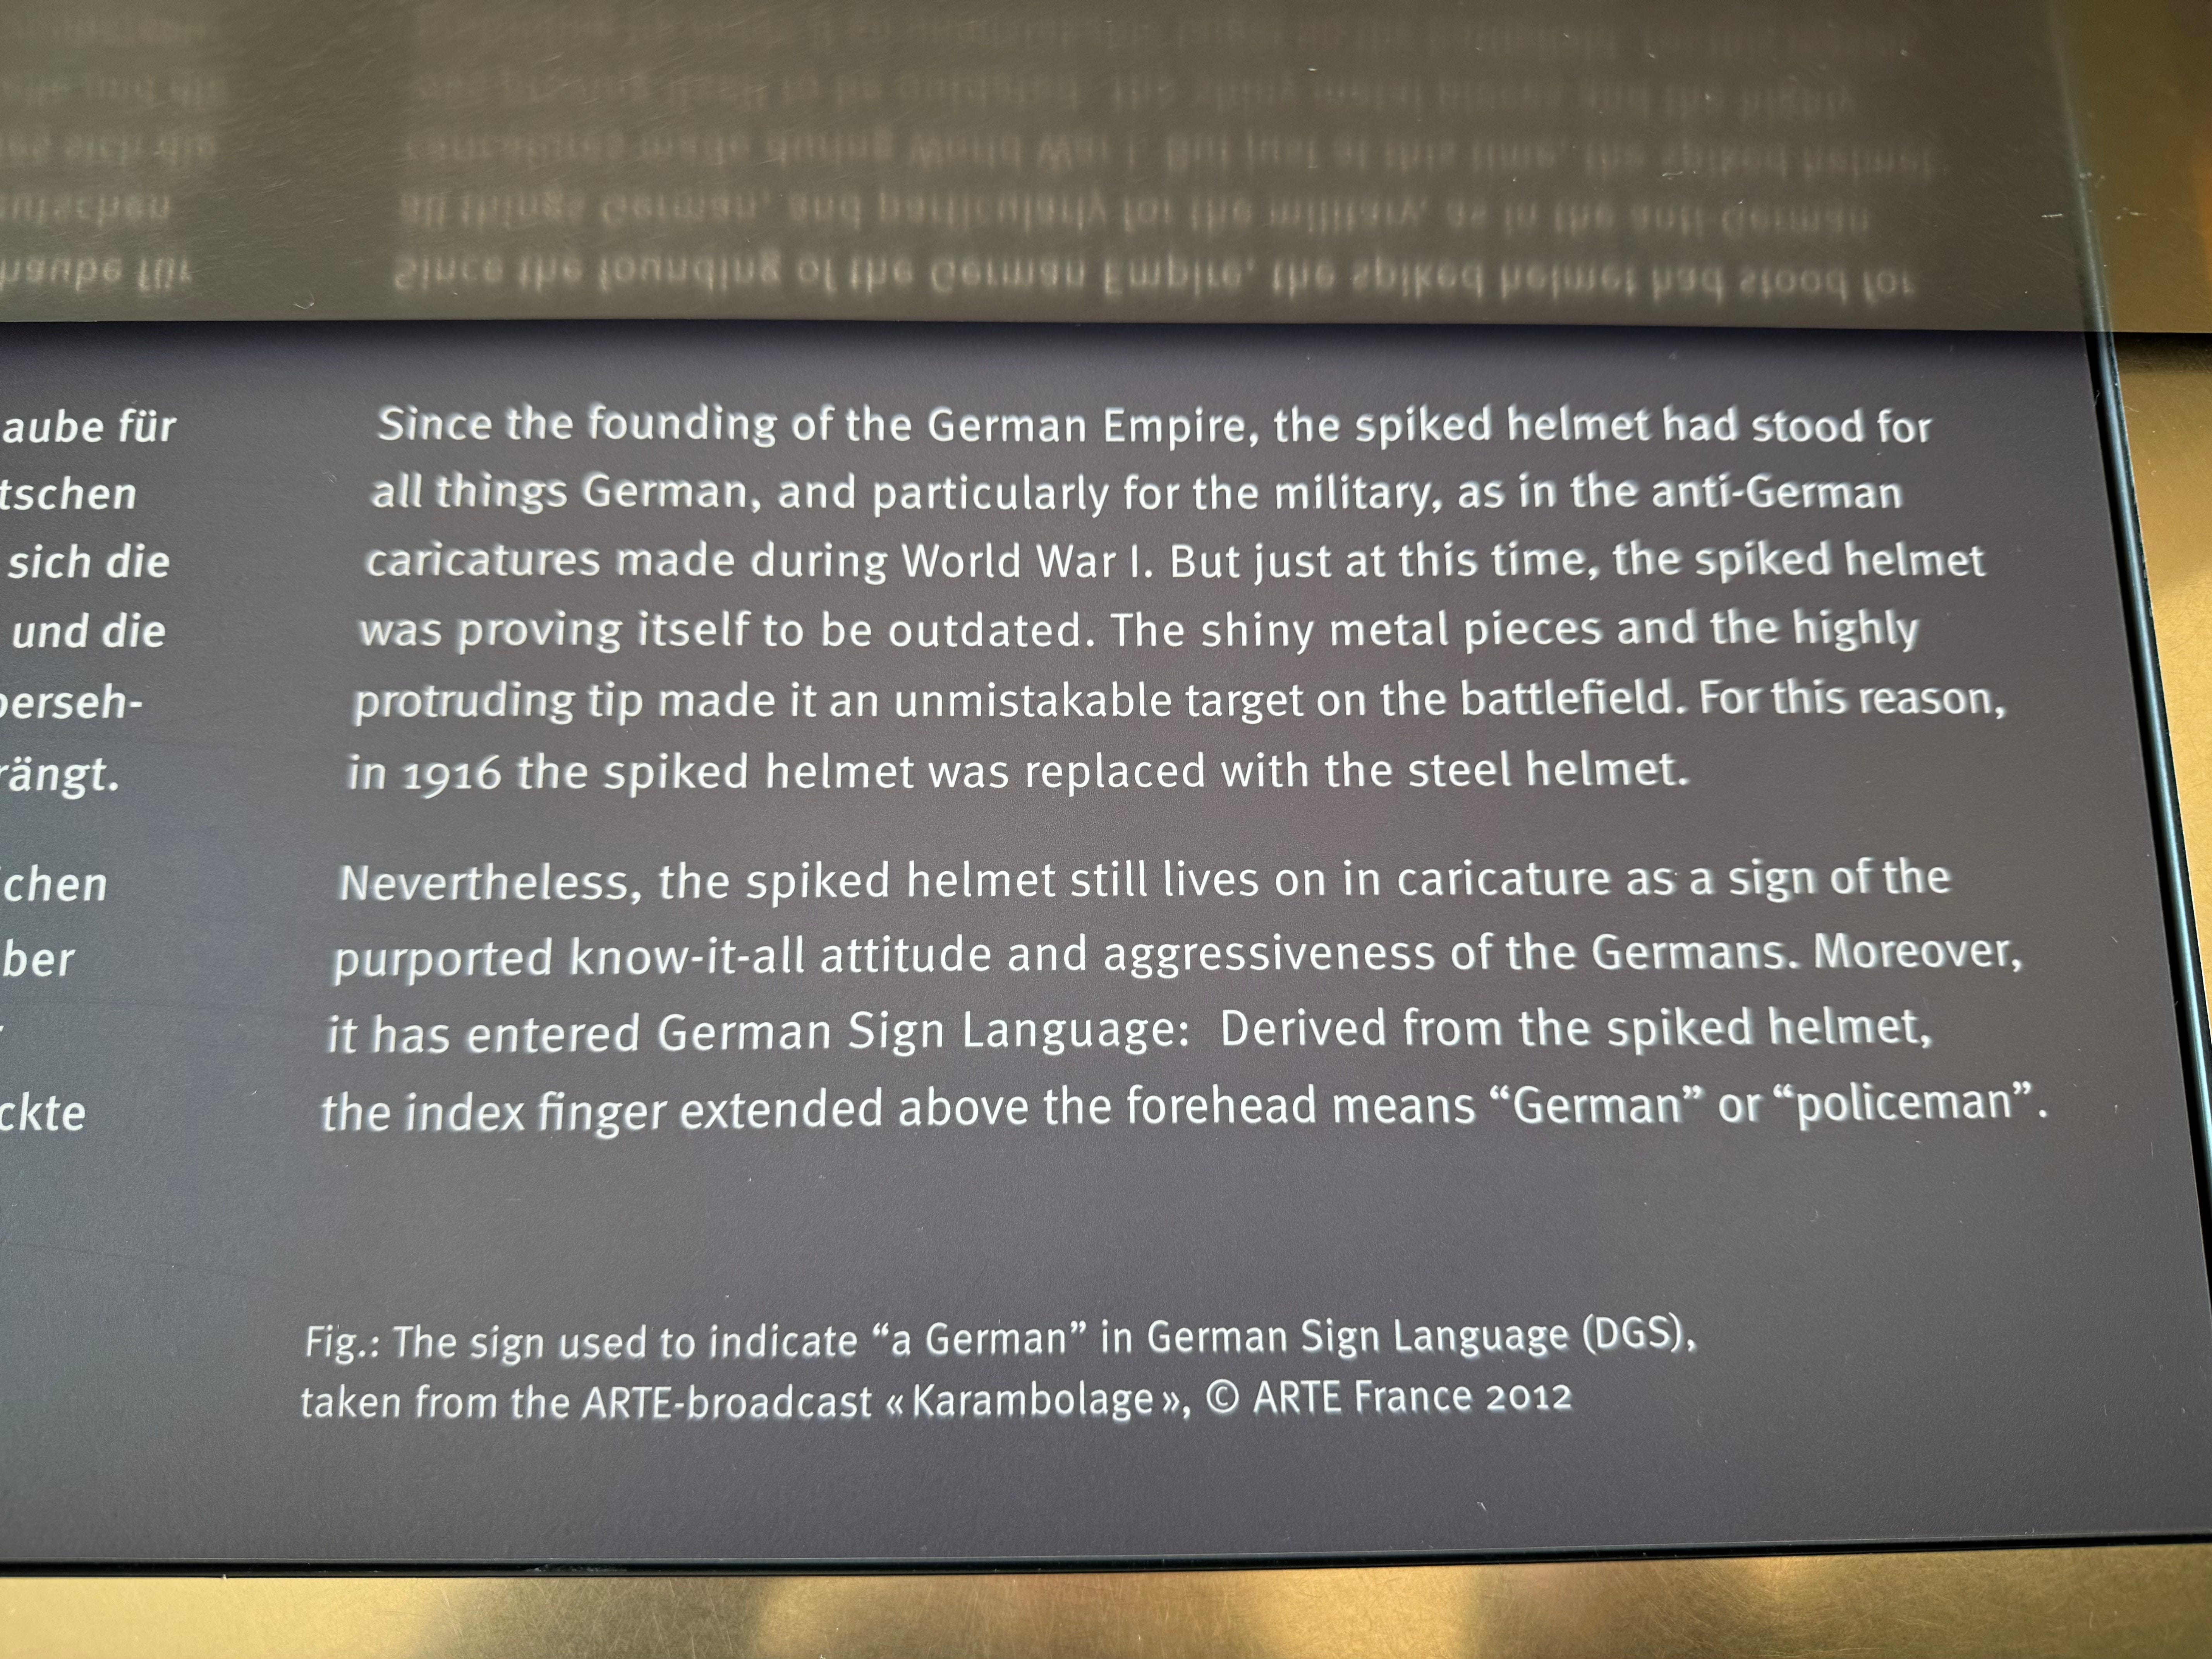 aube für
tschen
sich die
und die
berseh-
rängt.
chen
ber
ckte
Since the founding of the German Empire, the spiked helmet had stood for
all things German, and particularly for the military, as in the anti-German
caricatures made during World War I. But just at this time, the spiked helmet
was proving itself to be outdated. The shiny metal pieces and the highly
protruding tip made it an unmistakable target on the battlefield. For this reason,
in 1916 the spiked helmet was replaced with the steel helmet.
Nevertheless, the spiked helmet still lives on in caricature as a sign of the
purported know-it-all attitude and aggressiveness of the Germans. Moreover,
it has entered German Sign Language: Derived from the spiked helmet,
the index finger extended above the forehead means “German” or “policeman”.
Fig.: The sign used to indicate “a German” in German Sign Language (DGS),
taken from the ARTE-broadcast « Karambolage », © ARTE France 2012